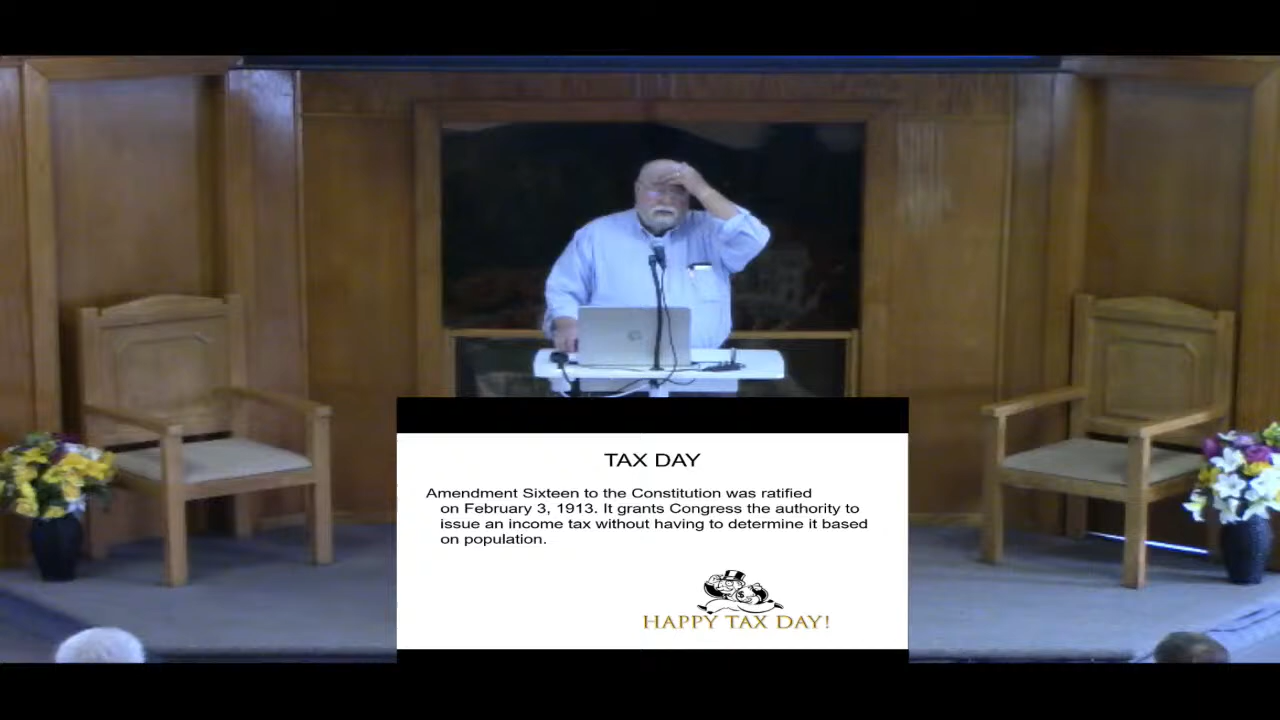 TAX DAY
Amendment Sixteen to the Constitution was ratified
on February 3, 1913. It grants Congress the authority to
issue an income tax without having to determine it based
on population.
HAPPY TAX DAY!